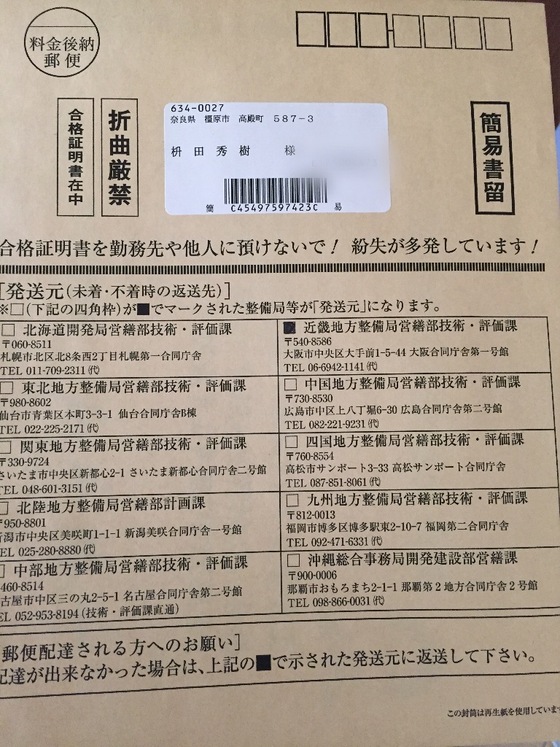 料金後納
郵便
簡易書留
折曲厳禁
合格証明書在中
634-0027
奈良県 橿原市 高殿町 587-3
枡田秀樹 様
簡 C45497597423C 易
合格証明書を勤務先や他人に預けないで! 紛失が多発しています!
[発送元(未着・不着時の返送先)]
※□(下記の四角枠)が■でマークされた整備局等が「発送元」になります。
□ 北海道開発局営繕部技術・評価課
〒060-8511
札幌市北区北8条西2丁目札幌第一合同庁舎
TEL 011-709-2311(代)
□ 東北地方整備局営繕部技術・評価課
〒980-8602
仙台市青葉区本町3-3-1 仙台合同庁舎B棟
TEL 022-225-2171(代)
□ 関東地方整備局営繕部技術・評価課
〒330-9724
さいたま市中央区新都心2-1 さいたま新都心合同庁舎二号館
TEL 048-601-3151(代)
□ 北陸地方整備局営繕部計画課
〒950-8801
新潟市中央区美咲町1-1-1 新潟美咲合同庁舎一号館
TEL 025-280-8880(代)
□ 中部地方整備局営繕部技術・評価課
460-8514
名古屋市中区三の丸2-5-1 名古屋合同庁舎第二号館
TEL 052-953-8194(技術・評価課直通)
■ 近畿地方整備局営繕部技術・評価課
〒540-8586
大阪市中央区大手前1-5-44 大阪合同庁舎第一号館
TEL 06-6942-1141(代)
□ 中国地方整備局営繕部技術・評価課
〒730-8530
広島市中区上八丁堀6-30 広島合同庁舎第二号館
TEL 082-221-9231(代)
□ 四国地方整備局営繕部技術・評価課
〒760-8554
高松市サンポート3-33 高松サンポート合同庁舎
TEL 087-851-8061(代)
□ 九州地方整備局営繕部技術・評価課
〒812-0013
福岡市博多区博多駅東2-10-7 福岡第二合同庁舎
TEL 092-471-6331(代)
□ 沖縄総合事務局開発建設部営繕課
〒900-0006
那覇市おもろまち2-1-1 那覇第2地方合同庁舎2号館
TEL 098-866-0031(代)
郵便配達される方へのお願い]
配達が出来なかった場合は、上記の■で示された発送元に返送して下さい。
この封筒は再生紙を使用しています